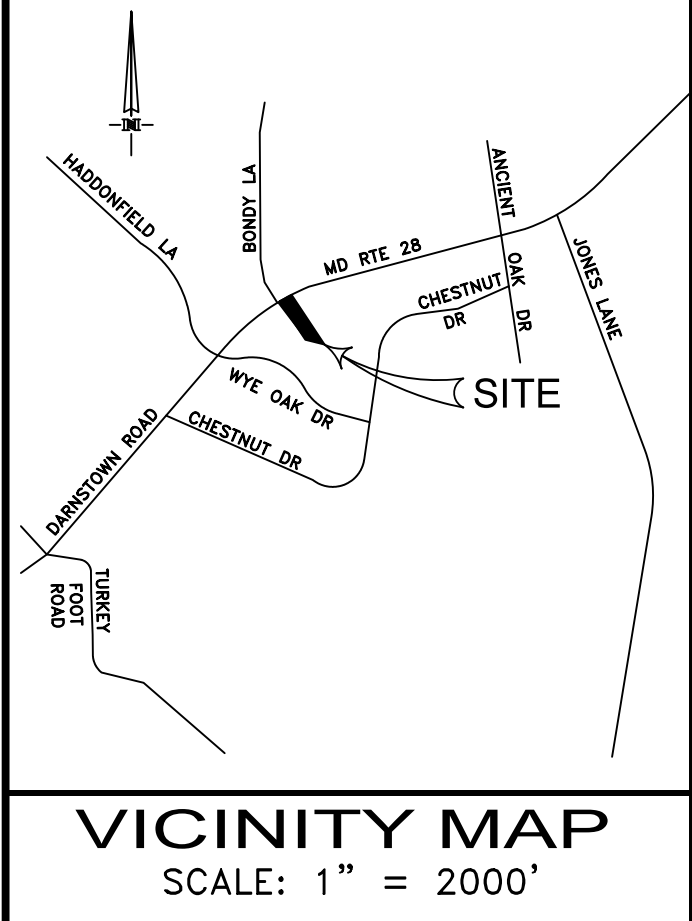 N
HADDONFIELD LA
BONDY LA
ANCIENT
OAK DR
MD RTE 28
JONES LANE
CHESTNUT
DR
WYE OAK DR
SITE
CHESTNUT DR
DARNSTOWN ROAD
TURKEY
FOOT
ROAD
VICINITY MAP
SCALE: 1" = 2000'